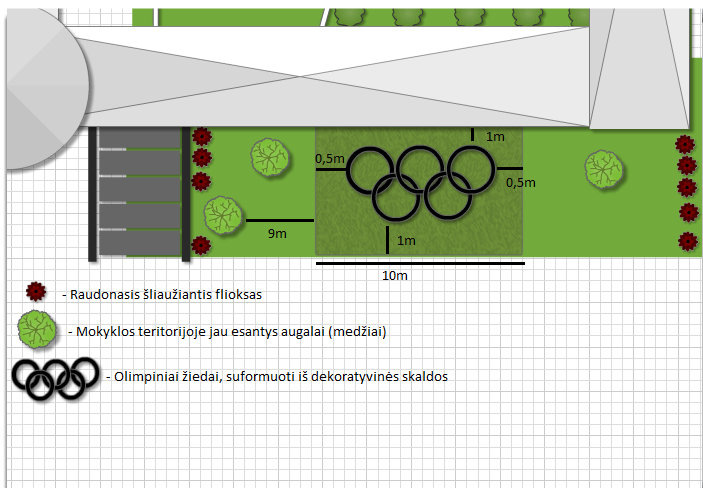 1m
0,5m
0,5m
9m
1m
10m
- Raudonasis šliaužiantis flioksas
- Mokyklos teritorijoje jau esantys augalai (medžiai)
- Olimpiniai žiedai, suformuoti iš dekoratyvinės skaldos